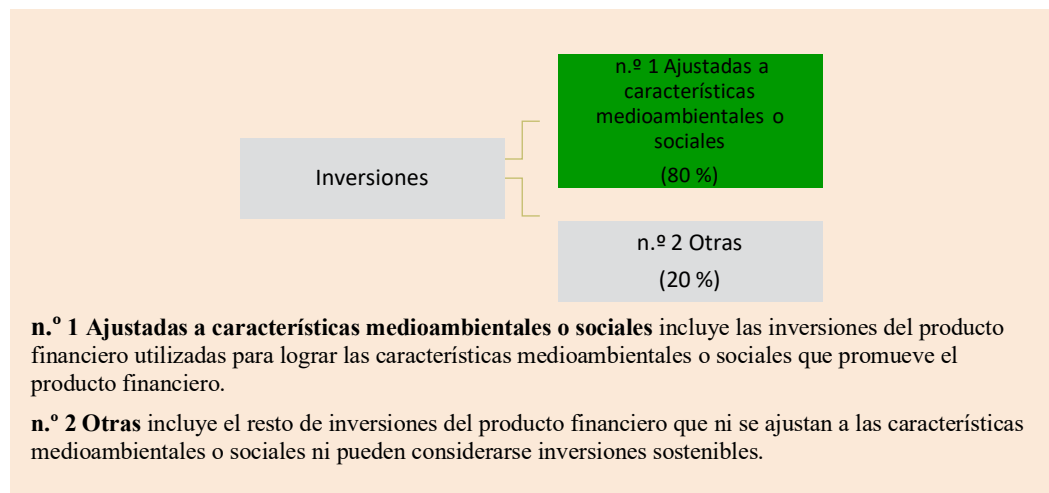 n.º 1 Ajustadas a
características
medioambientales o
sociales
(80 %)
Inversiones
n.º 2 Otras
(20 %)
n.º 1 Ajustadas a características medioambientales o sociales incluye las inversiones del producto
financiero utilizadas para lograr las características medioambientales o sociales que promueve el
producto financiero.
n.º 2 Otras incluye el resto de inversiones del producto financiero que ni se ajustan a las características
medioambientales o sociales ni pueden considerarse inversiones sostenibles.